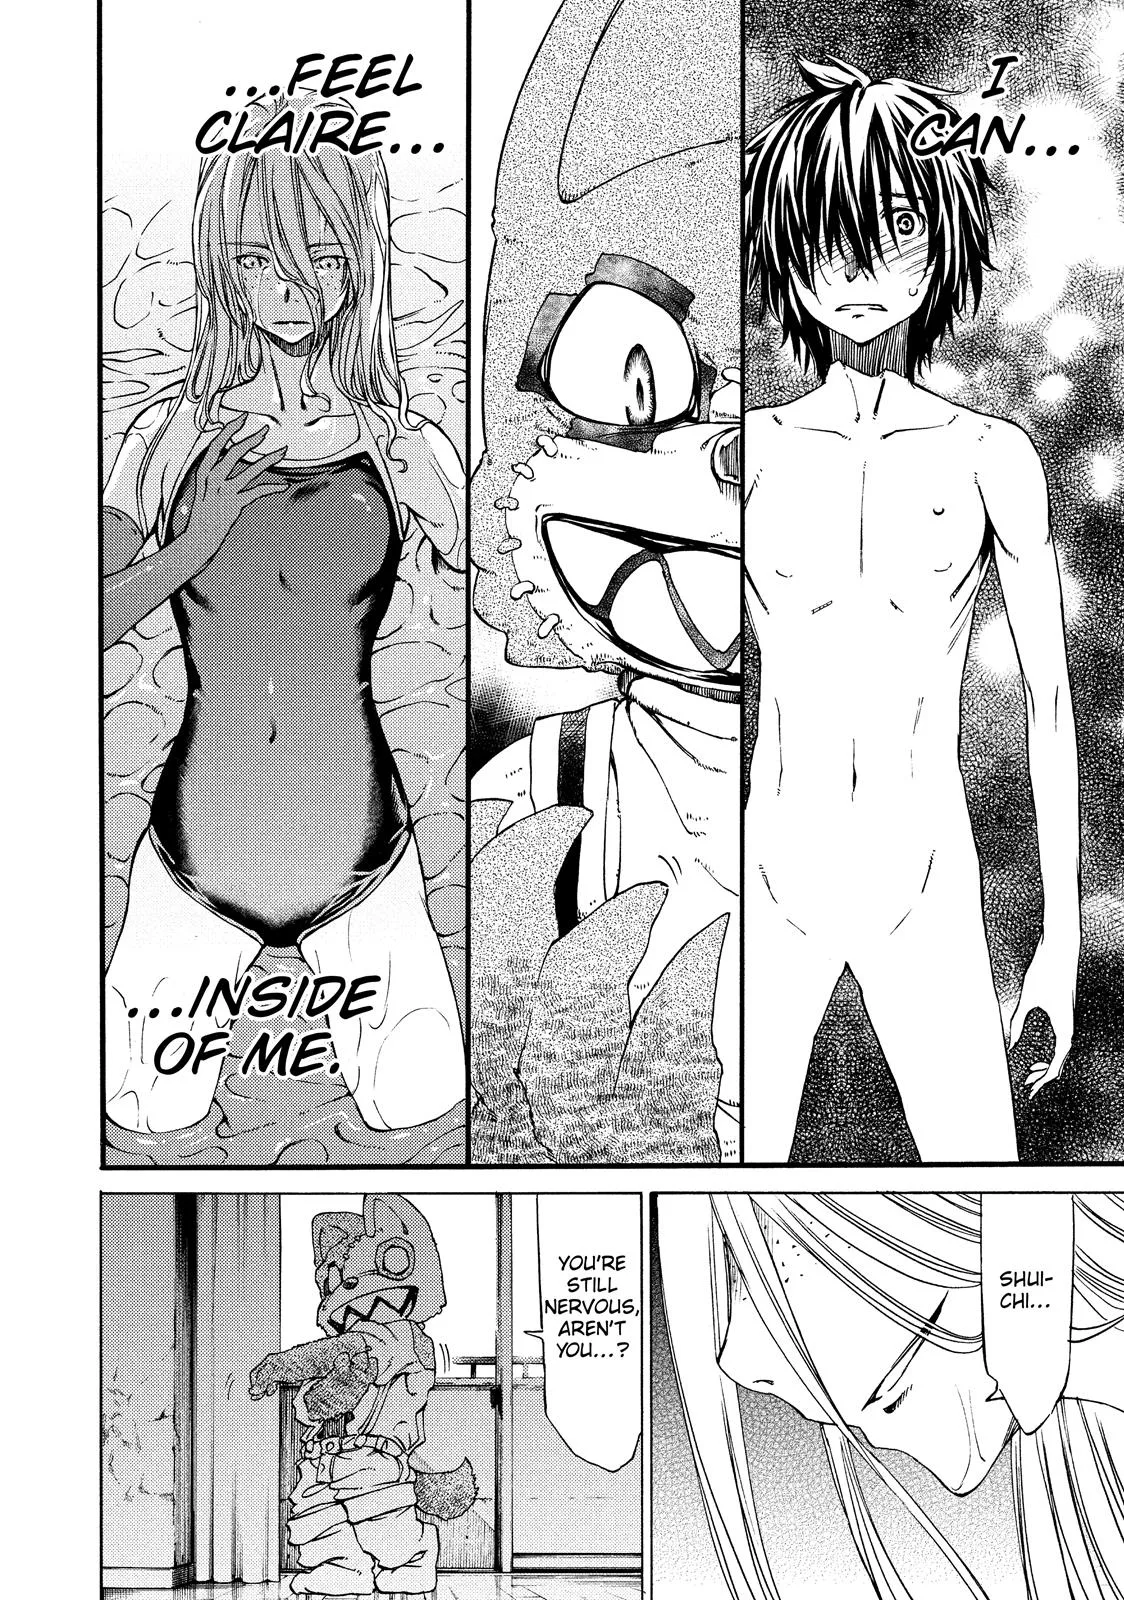 I
CAN...
...FEEL
CLAIRE...
...INSIDE
OF ME.
SHUI-
CHI...
YOU'RE
STILL
NERVOUS,
AREN'T
YOU...?